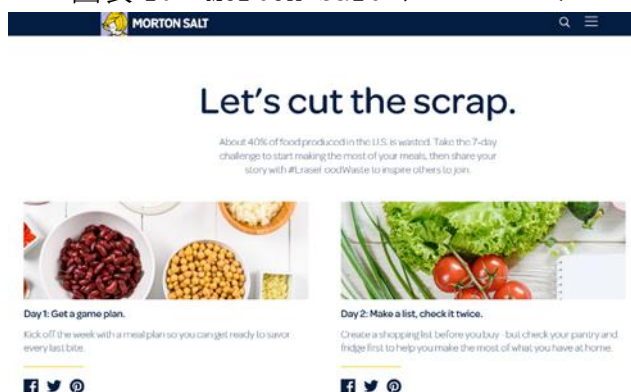 MORTON SALT
Let's cut the scrap.
About 40% of food produced in the U.S. is wasted. Take the 7-day
challenge to start making the most of your meals, then share your
story with #EraseFoodWaste to inspire others to join.
Day 1: Get a game plan.
Day 2: Make a list, check it twice.
Kick off the week with a meal plan so you can get ready to savor
every last bite.
Create a shopping list before you buy - but check your pantry and
fridge first to help you make the most of what you have at home.